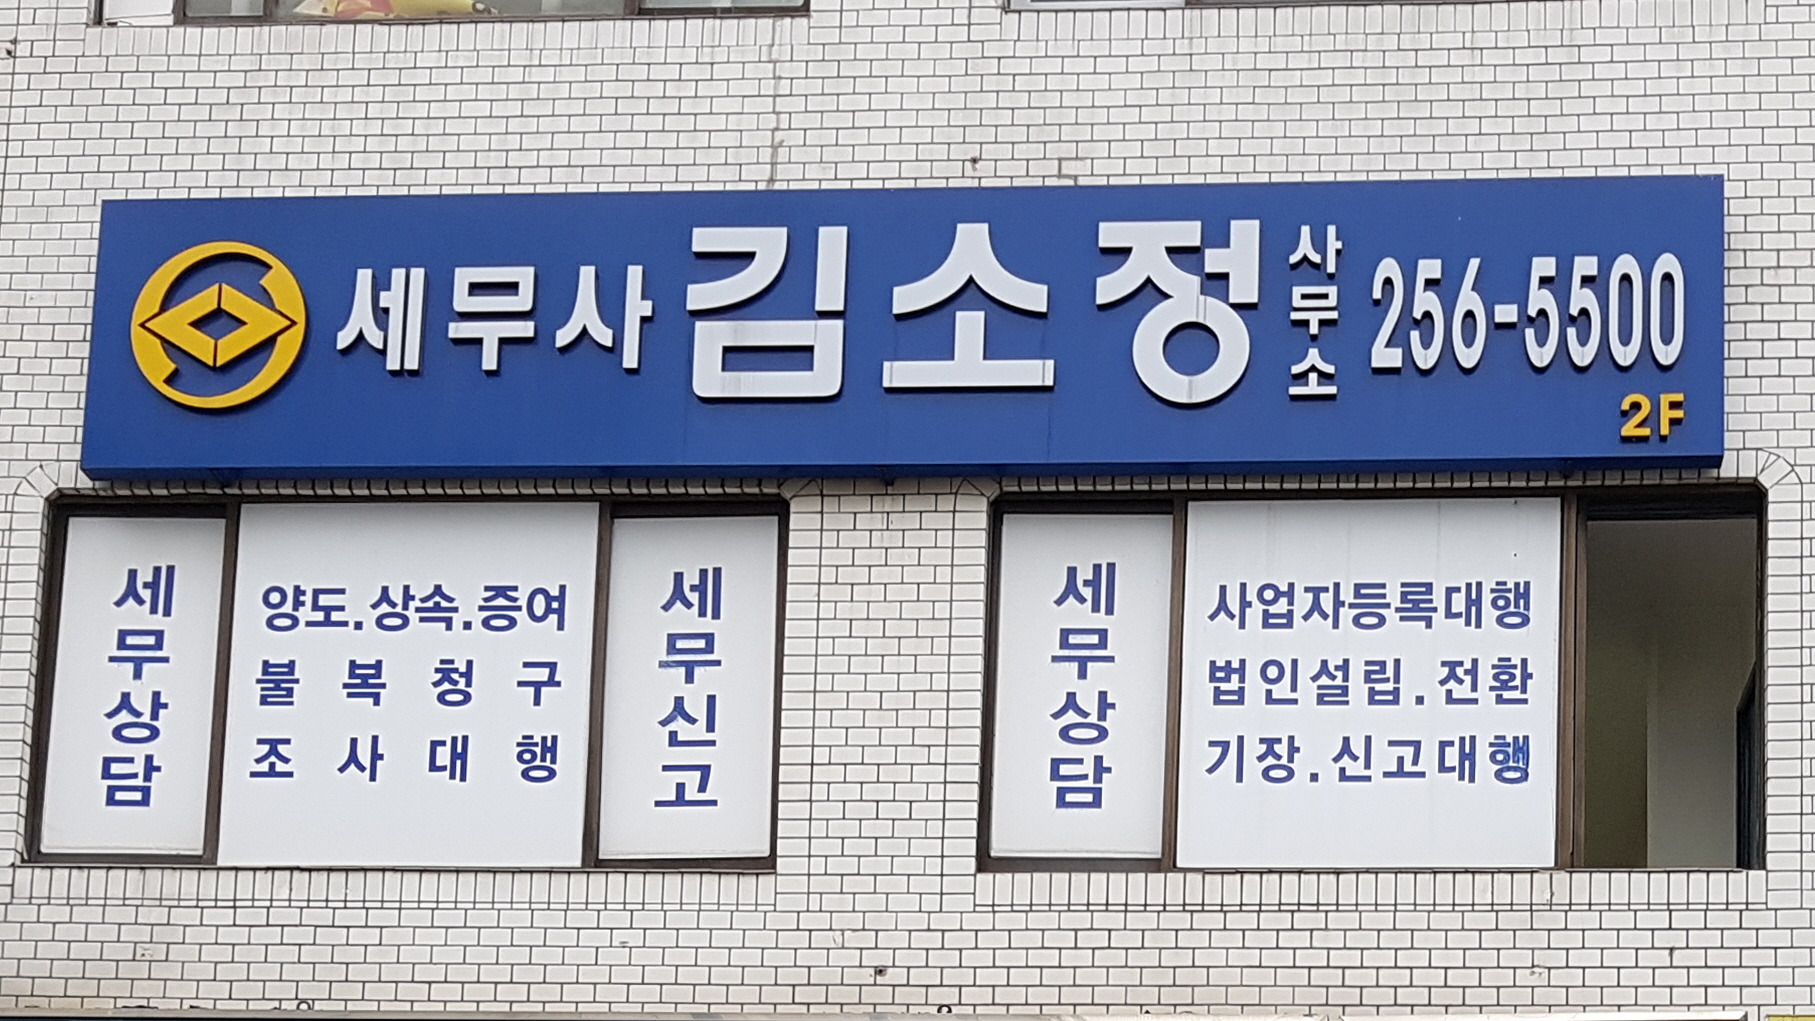 세무사 김소정 사무소 256-5500
2F
세무상담
양도.상속.증여
불복청구
조사대행
세무신고
세무상담
사업자등록대행
법인설립.전환
기장.신고대행